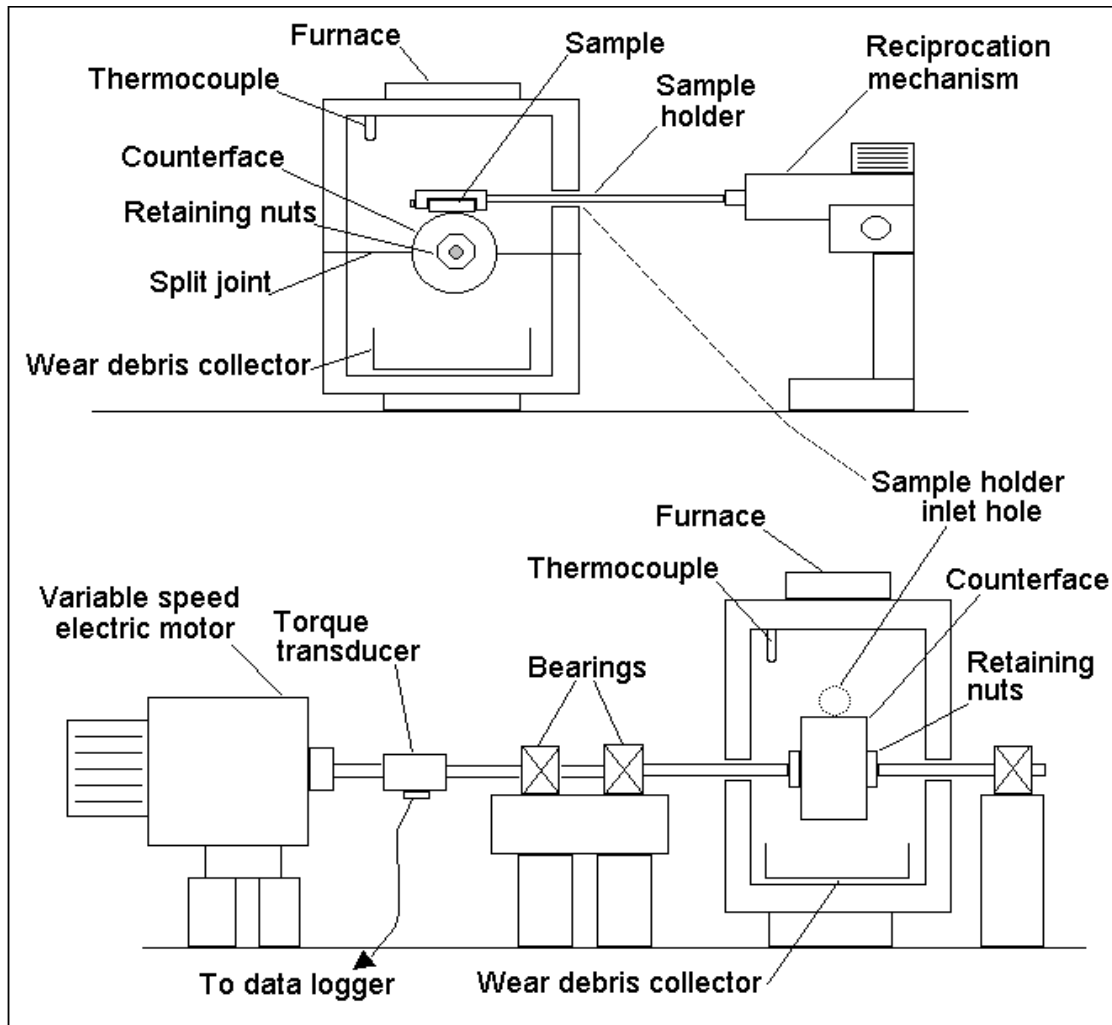 Furnace
Sample
Thermocouple
Sample
holder
Reciprocation
mechanism
Counterface
Retaining nuts
Split joint
Wear debris collector
Sample holder
inlet hole
Furnace
Thermocouple
Counterface
Variable speed
electric motor
Torque
transducer
Bearings
Retaining
nuts
To data logger
Wear debris collector